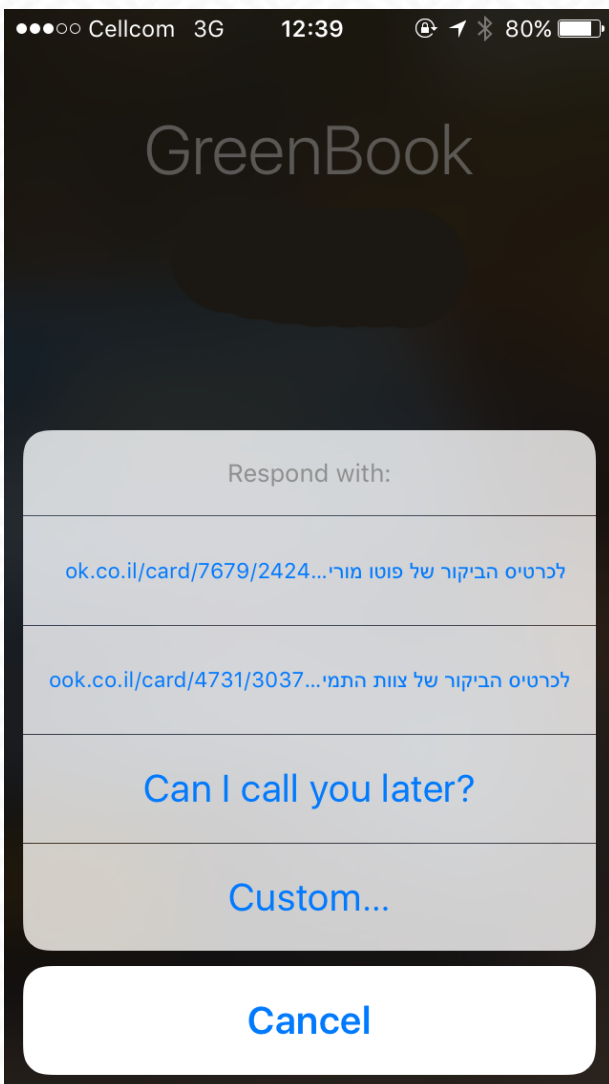 Cellcom 3G 12:39 80%
GreenBook
Respond with:
לכרטיס הביקור של פוטו מורי...ok.co.il/card/7679/2424
לכרטיס הביקור של צוות התמי...ook.co.il/card/4731/3037
Can I call you later?
Custom...
Cancel